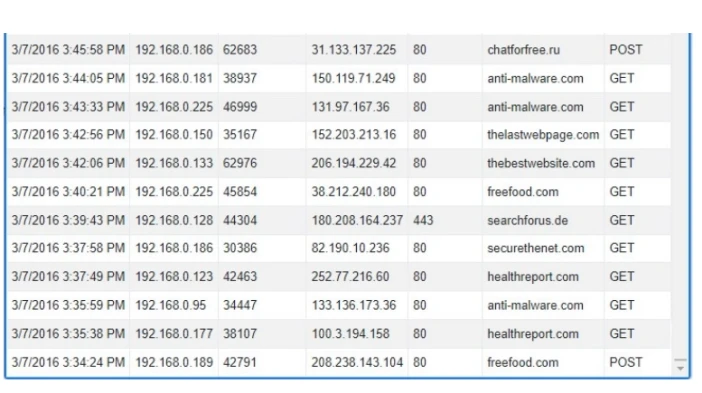 3/7/2016 3:45:58 PM 192.168.0.186 62683 31.133.137.225 80 chatforfree.ru POST
3/7/2016 3:44:05 PM 192.168.0.181 38937 150.119.71.249 80 anti-malware.com GET
3/7/2016 3:43:33 PM 192.168.0.225 46999 131.97.167.36 80 anti-malware.com GET
3/7/2016 3:42:56 PM 192.168.0.150 35167 152.203.213.16 80 thelastwebpage.com GET
3/7/2016 3:42:06 PM 192.168.0.133 62976 206.194.229.42 80 thebestwebsite.com GET
3/7/2016 3:40:21 PM 192.168.0.225 45854 38.212.240.180 80 freefood.com GET
3/7/2016 3:39:43 PM 192.168.0.128 44304 180.208.164.237 443 searchforus.de GET
3/7/2016 3:37:58 PM 192.168.0.186 30386 82.190.10.236 80 securethenet.com GET
3/7/2016 3:37:49 PM 192.168.0.123 42463 252.77.216.60 80 healthreport.com GET
3/7/2016 3:35:59 PM 192.168.0.95 34447 133.136.173.36 80 anti-malware.com GET
3/7/2016 3:35:38 PM 192.168.0.177 38107 100.3.194.158 80 healthreport.com GET
3/7/2016 3:34:24 PM 192.168.0.189 42791 208.238.143.104 80 freefood.com POST